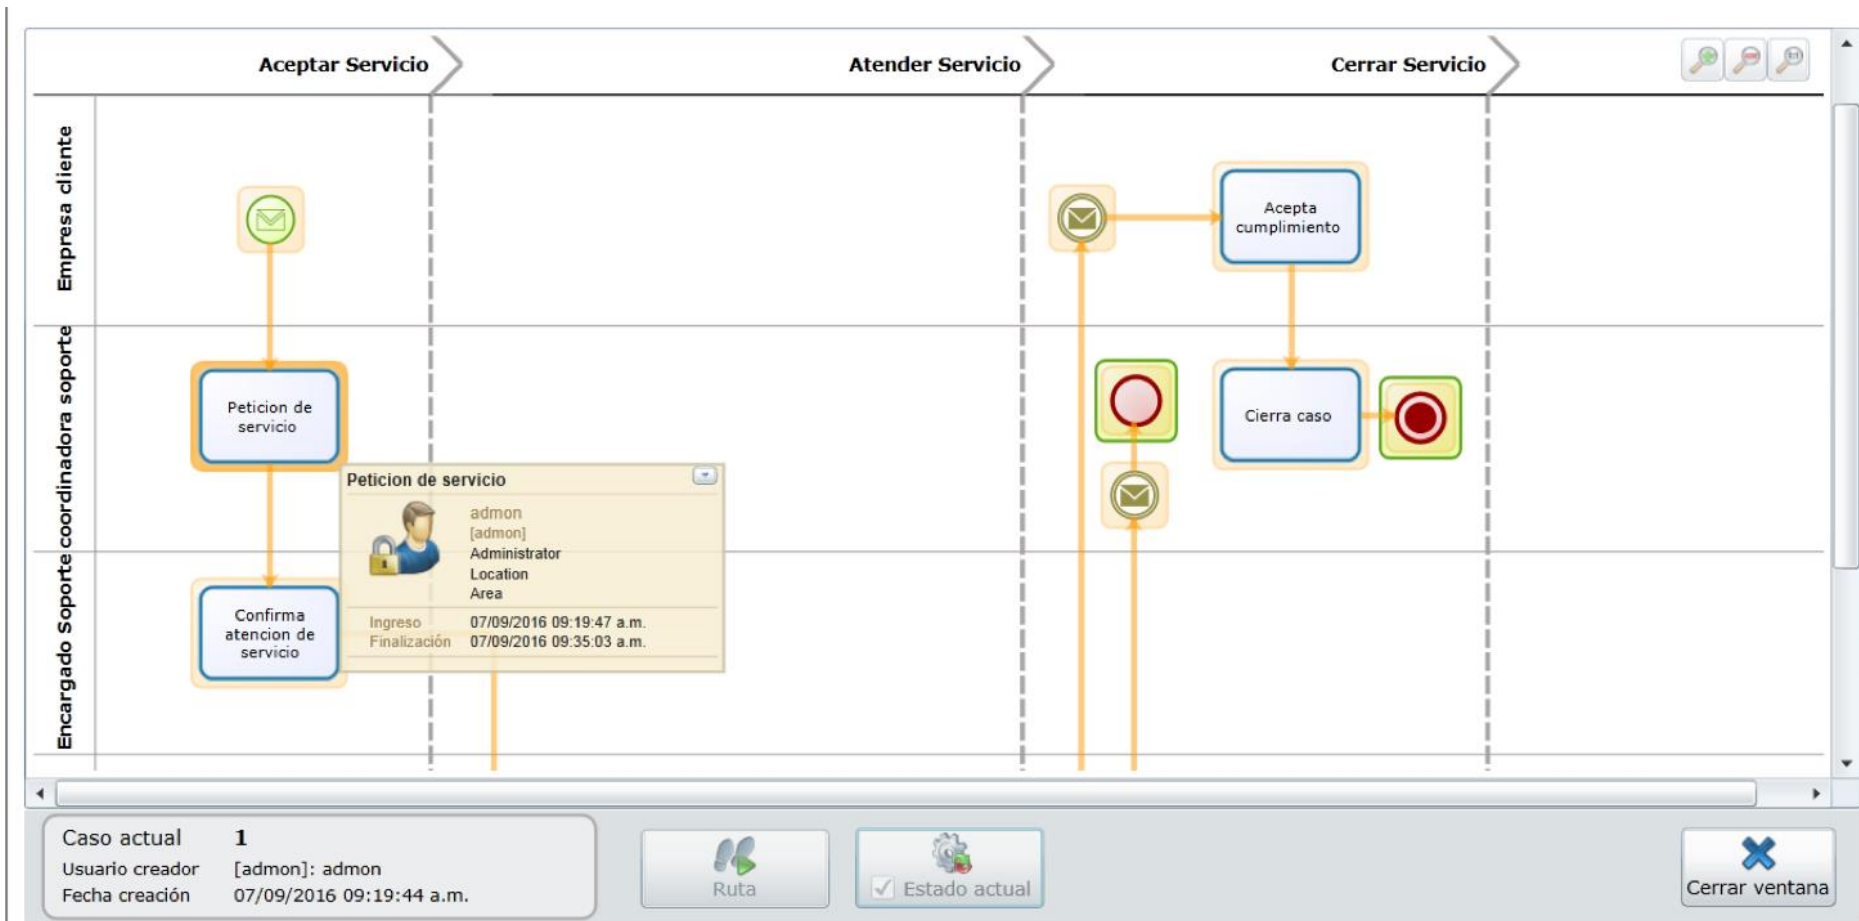 Aceptar Servicio
Atender Servicio
Cerrar Servicio
Empresa cliente
Acepta
cumplimiento
coordinadora soporte
Peticion de
servicio
Cierra caso
Peticion de servicio
admon
[admon]
Administrator
Location
Area
Ingreso 07/09/2016 09:19:47 a.m.
Finalización 07/09/2016 09:35:03 a.m.
Encargado Soporte
Confirma
atencion de
servicio
Caso actual 1
Usuario creador [admon]: admon
Fecha creación 07/09/2016 09:19:44 a.m.
Ruta
Estado actual
Cerrar ventana